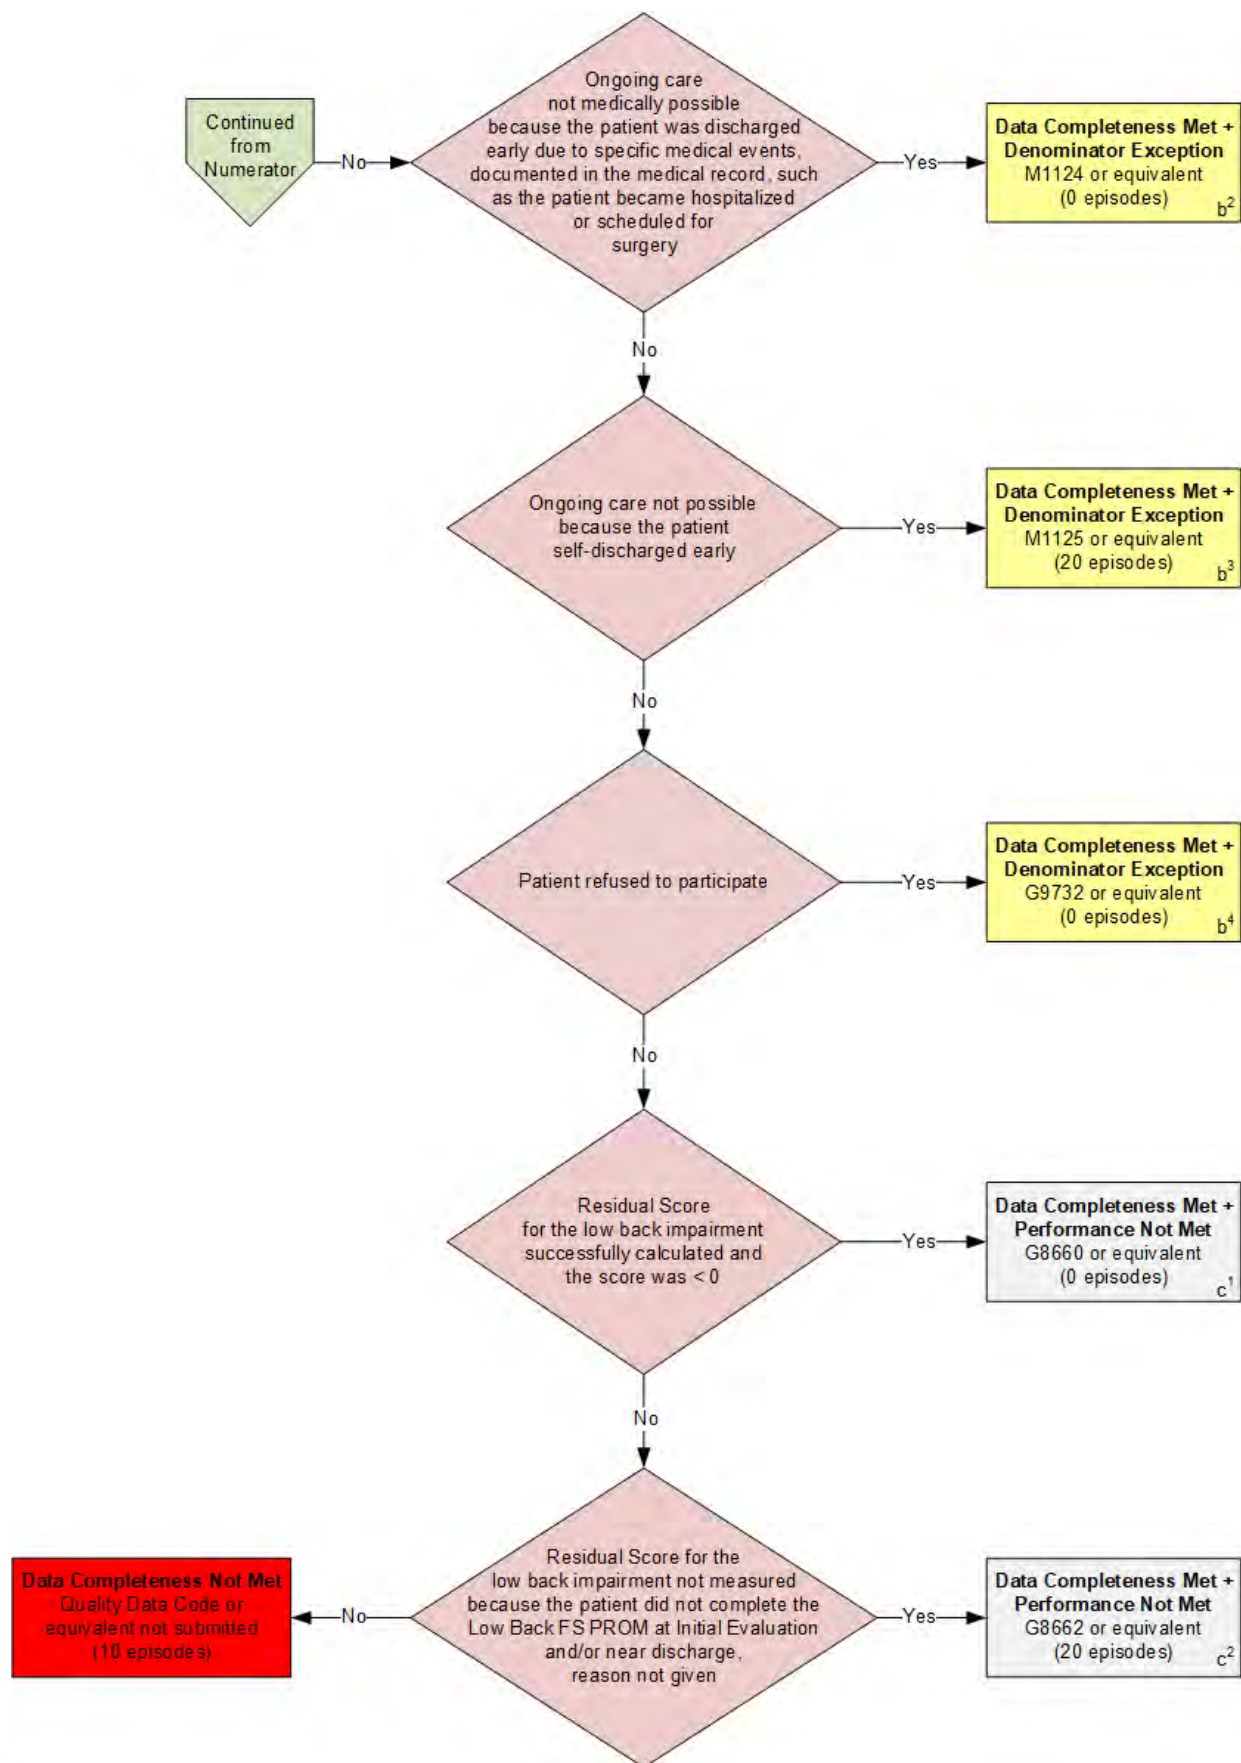 Continued
from
Numerator
No
Ongoing care
not medically possible
because the patient was discharged
early due to specific medical events,
documented in the medical record, such
as the patient became hospitalized
or scheduled for
surgery
Yes
Data Completeness Met +
Denominator Exception
M1124 or equivalent
(0 episodes)
b²
No
Ongoing care not possible
because the patient
self-discharged early
Yes
Data Completeness Met +
Denominator Exception
M1125 or equivalent
(20 episodes)
b³
No
Patient refused to participate
Yes
Data Completeness Met +
Denominator Exception
G9732 or equivalent
(0 episodes)
b⁴
No
Residual Score
for the low back impairment
successfully calculated and
the score was < 0
Yes
Data Completeness Met +
Performance Not Met
G8660 or equivalent
(0 episodes)
c¹
No
Residual Score for the
low back impairment not measured
because the patient did not complete the
Low Back FS PROM at Initial Evaluation
and/or near discharge,
reason not given
Yes
Data Completeness Met +
Performance Not Met
G8662 or equivalent
(20 episodes)
c²
No
Data Completeness Not Met
Quality Data Code or
equivalent not submitted
(10 episodes)